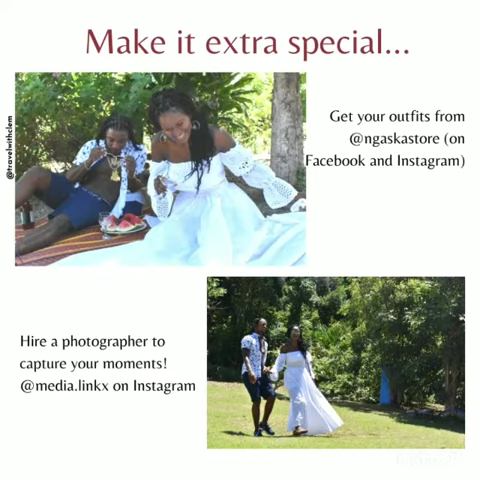 Make it extra special...
@travelwithclem
Get your outfits from
@ngaskastore (on
Facebook and Instagram)
Hire a photographer to
capture your moments!
@media.linkx on Instagram